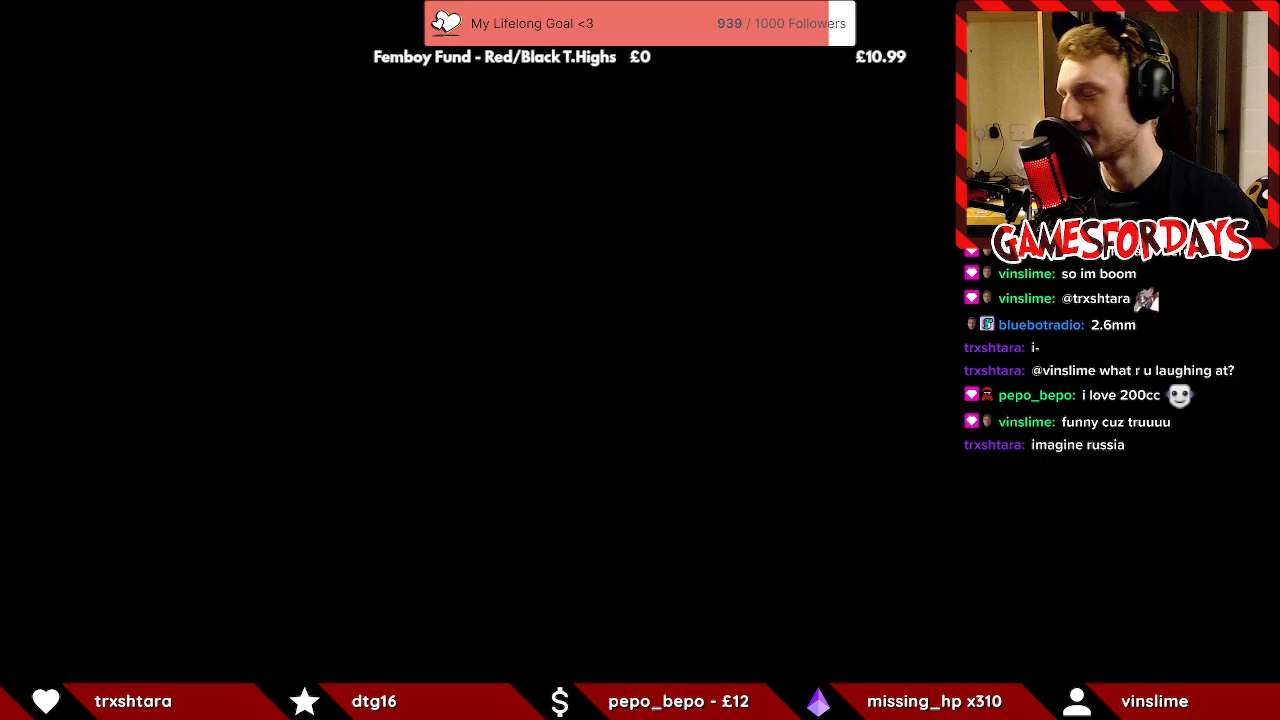 My Lifelong Goal <3 939 / 1000 Followers
Femboy Fund - Red/Black T.Highs £0 £10.99
GAMESFORDAYS
vinslime: so im boom
vinslime: @trxshtara
bluebotradio: 2.6mm
trxshtara: i-
trxshtara: @vinslime what r u laughing at?
pepo_bepo: i love 200cc
vinslime: funny cuz truuuu
trxshtara: imagine russia
trxshtara
dtg16
pepo_bepo - £12
missing_hp x310
vinslime